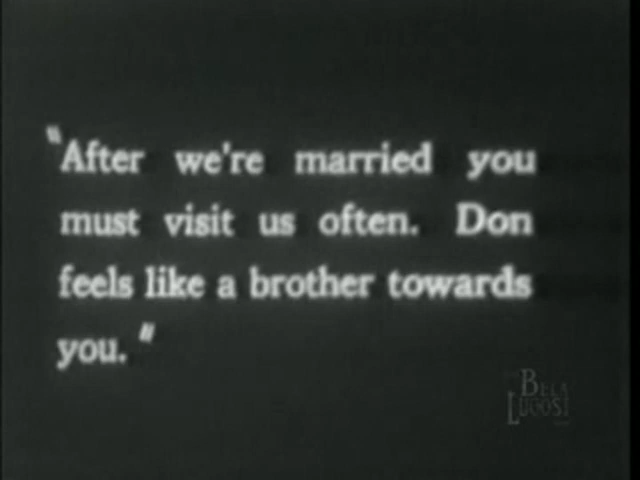 "After we're married you
must visit us often. Don
feels like a brother towards
you."
BELA
LUGOSI